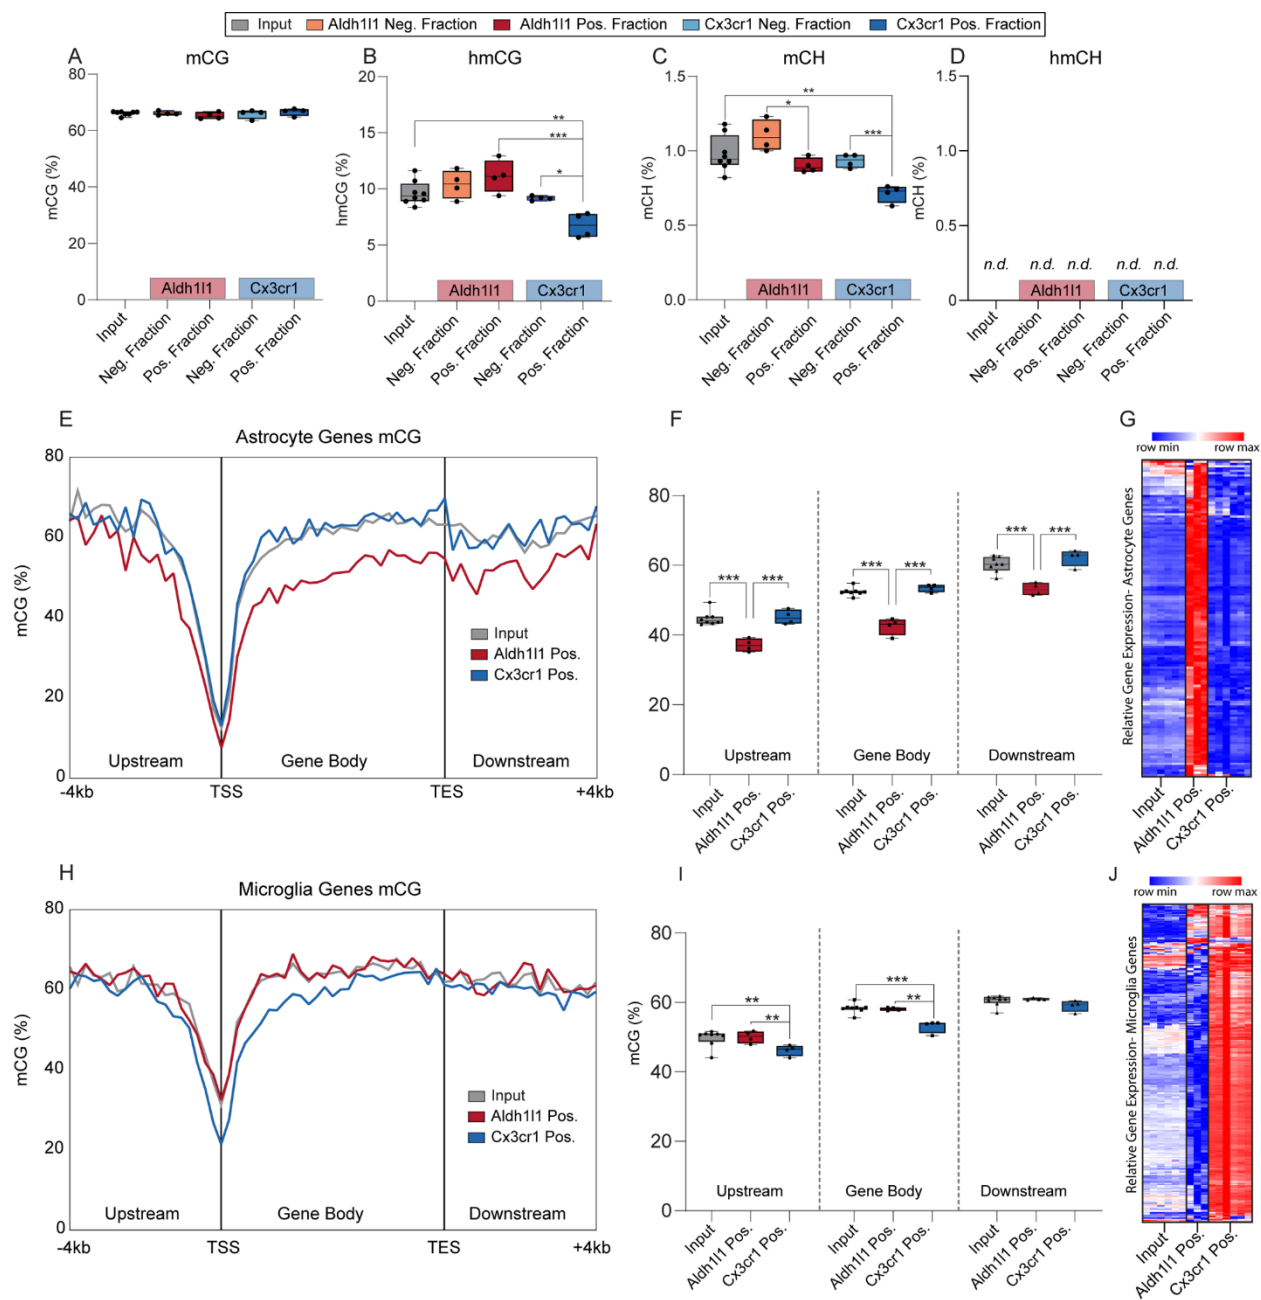 Input Aldh1l1 Neg. Fraction Aldh1l1 Pos. Fraction Cx3cr1 Neg. Fraction Cx3cr1 Pos. Fraction
A mCG
80
60
40
20
0
mCG (%)
Aldh1l1 Cx3cr1
Input Neg. Fraction Pos. Fraction Neg. Fraction Pos. Fraction
B hmCG
20
15
10
5
0
hmCG (%)
**
***
*
Aldh1l1 Cx3cr1
Input Neg. Fraction Pos. Fraction Neg. Fraction Pos. Fraction
C mCH
1.5
1.0
0.5
0.0
mCH (%)
**
*
***
Aldh1l1 Cx3cr1
Input Neg. Fraction Pos. Fraction Neg. Fraction Pos. Fraction
D hmCH
1.5
1.0
0.5
0
mCH (%)
n.d. n.d. n.d. n.d. n.d.
Aldh1l1 Cx3cr1
Input Neg. Fraction Pos. Fraction Neg. Fraction Pos. Fraction
E
Astrocyte Genes mCG
80
60
40
20
0
mCG (%)
Input
Aldh1l1 Pos.
Cx3cr1 Pos.
Upstream Gene Body Downstream
-4kb TSS TES +4kb
F
80
60
40
20
0
*** ***
*** ***
*** ***
Upstream Gene Body Downstream
Input Aldh1l1 Pos. Cx3cr1 Pos. Input Aldh1l1 Pos. Cx3cr1 Pos. Input Aldh1l1 Pos. Cx3cr1 Pos.
G
row min row max
Relative Gene Expression- Astrocyte Genes
Input Aldh1l1 Pos. Cx3cr1 Pos.
H
Microglia Genes mCG
80
60
40
20
0
mCG (%)
Input
Aldh1l1 Pos.
Cx3cr1 Pos.
Upstream Gene Body Downstream
-4kb TSS TES +4kb
I
80
60
40
20
0
mCG (%)
**
**
***
**
Upstream Gene Body Downstream
Input Aldh1l1 Pos. Cx3cr1 Pos. Input Aldh1l1 Pos. Cx3cr1 Pos. Input Aldh1l1 Pos. Cx3cr1 Pos.
J
row min row max
Relative Gene Expression- Microglia Genes
Input Aldh1l1 Pos. Cx3cr1 Pos.